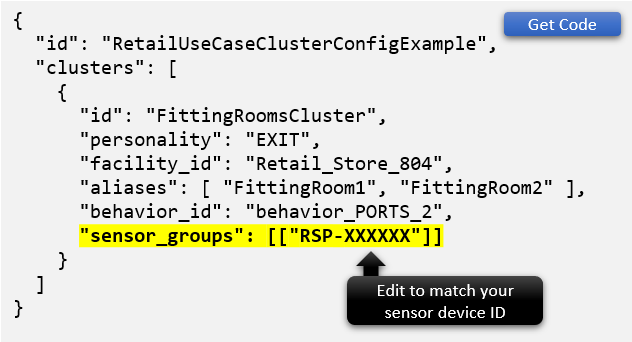 {
Get Code
  "id": "RetailUseCaseClusterConfigExample",
  "clusters": [
    {
      "id": "FittingRoomsCluster",
      "personality": "EXIT",
      "facility_id": "Retail_Store_804",
      "aliases": [ "FittingRoom1", "FittingRoom2" ],
      "behavior_id": "behavior_PORTS_2",
      "sensor_groups": [["RSP-XXXXXX"]]
    }
  ]
}
Edit to match your
sensor device ID